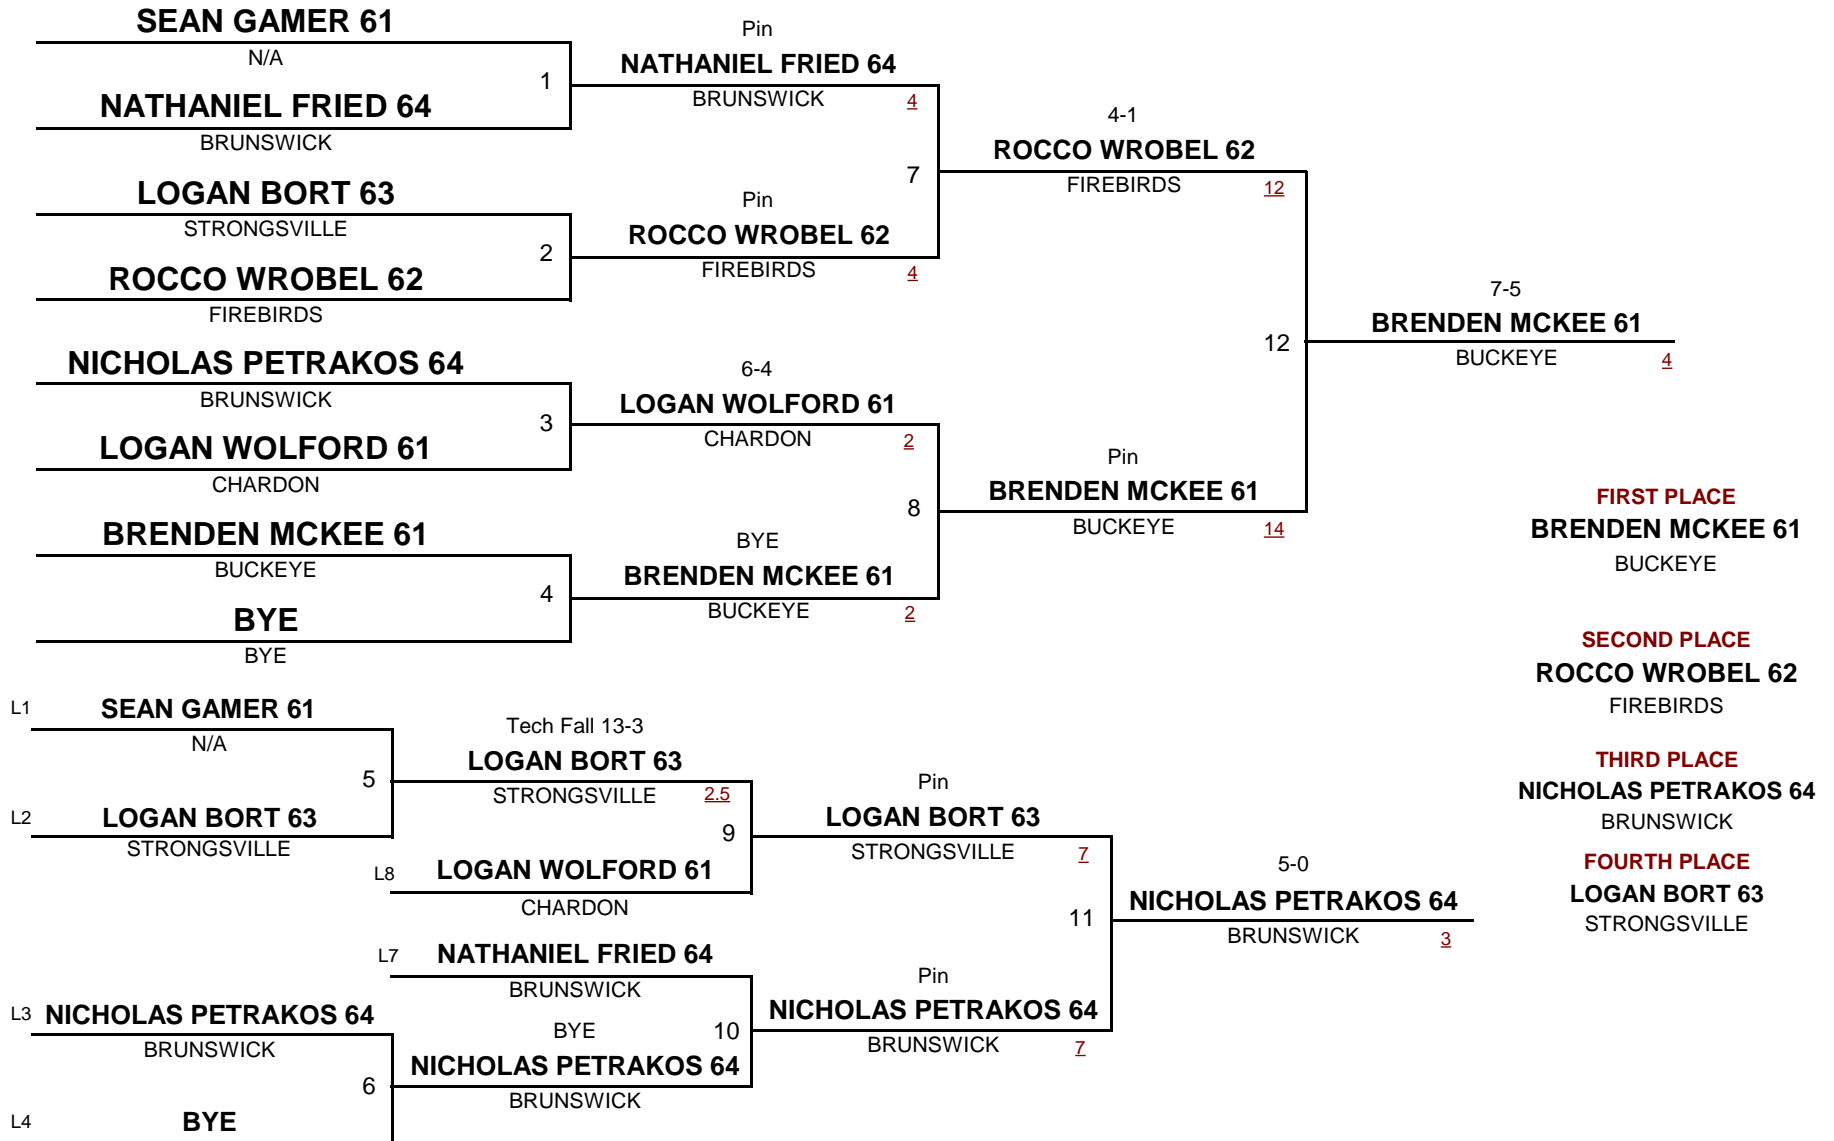 SEAN GAMER 61
N/A
1
NATHANIEL FRIED 64
BRUNSWICK
LOGAN BORT 63
STRONGSVILLE
2
ROCCO WROBEL 62
FIREBIRDS
NICHOLAS PETRAKOS 64
BRUNSWICK
3
LOGAN WOLFORD 61
CHARDON
BRENDEN MCKEE 61
BUCKEYE
4
BYE
BYE
Pin
NATHANIEL FRIED 64
BRUNSWICK 4
7
Pin
ROCCO WROBEL 62
FIREBIRDS 4
6-4
LOGAN WOLFORD 61
CHARDON 2
8
BYE
BRENDEN MCKEE 61
BUCKEYE 2
4-1
ROCCO WROBEL 62
FIREBIRDS 12
12
Pin
BRENDEN MCKEE 61
BUCKEYE 14
7-5
BRENDEN MCKEE 61
BUCKEYE 4
FIRST PLACE
BRENDEN MCKEE 61
BUCKEYE
SECOND PLACE
ROCCO WROBEL 62
FIREBIRDS
THIRD PLACE
NICHOLAS PETRAKOS 64
BRUNSWICK
FOURTH PLACE
LOGAN BORT 63
STRONGSVILLE
L1 SEAN GAMER 61
N/A
5
L2 LOGAN BORT 63
STRONGSVILLE
L3 NICHOLAS PETRAKOS 64
BRUNSWICK
6
L4 BYE
Tech Fall 13-3
LOGAN BORT 63
STRONGSVILLE 2.5
9
L8 LOGAN WOLFORD 61
CHARDON
L7 NATHANIEL FRIED 64
BRUNSWICK
BYE 10
NICHOLAS PETRAKOS 64
BRUNSWICK
Pin
LOGAN BORT 63
STRONGSVILLE 7
11
Pin
NICHOLAS PETRAKOS 64
BRUNSWICK 7
5-0
NICHOLAS PETRAKOS 64
BRUNSWICK 3